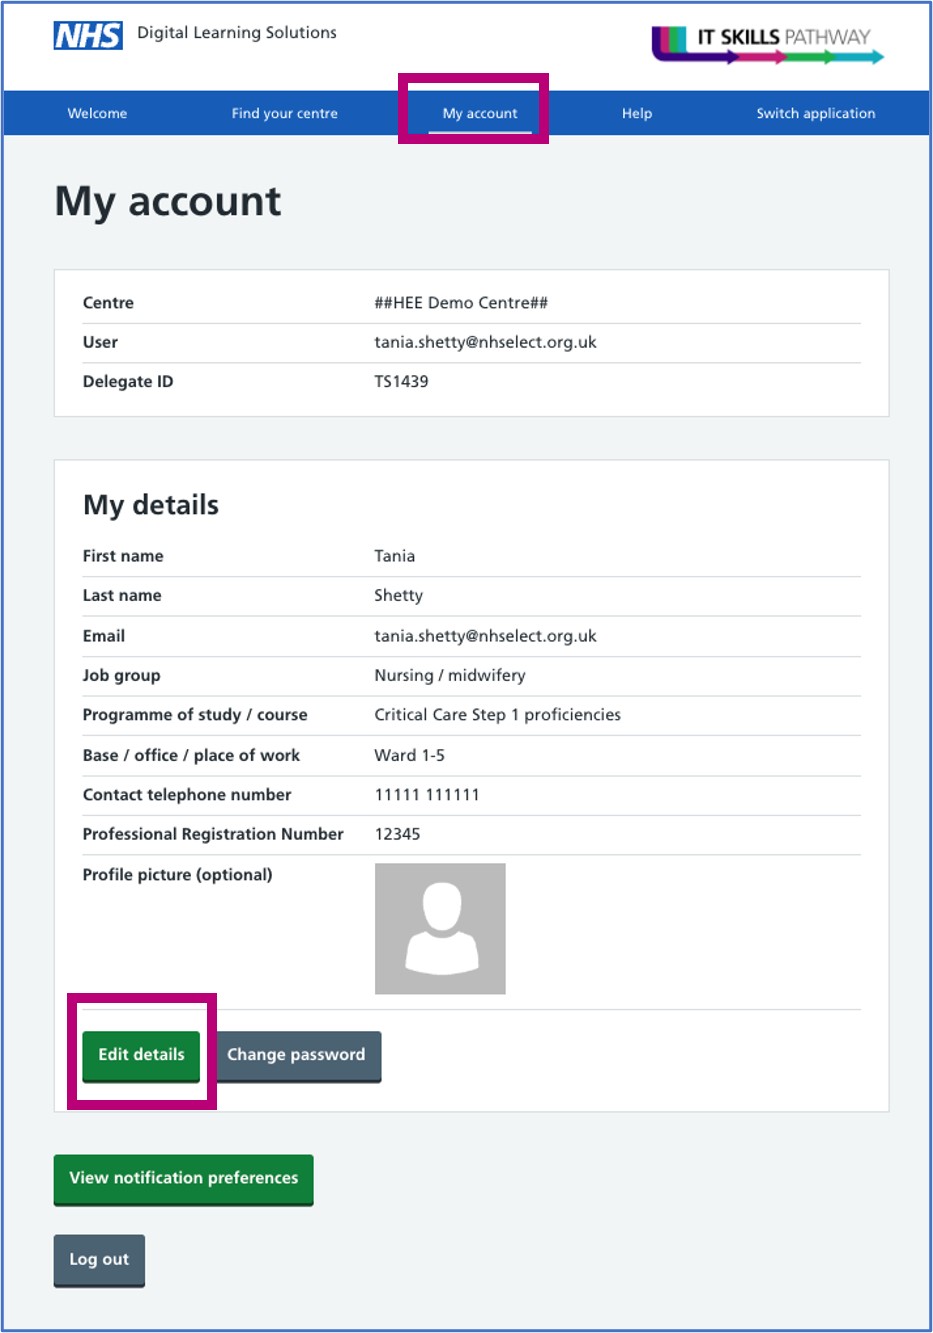 NHS Digital Learning Solutions
IT SKILLS PATHWAY
Welcome Find your centre My account Help Switch application
My account
Centre ##HEE Demo Centre##
User tania.shetty@nhselect.org.uk
Delegate ID TS1439
My details
First name Tania
Last name Shetty
Email tania.shetty@nhselect.org.uk
Job group Nursing / midwifery
Programme of study / course Critical Care Step 1 proficiencies
Base / office / place of work Ward 1-5
Contact telephone number 11111 111111
Professional Registration Number 12345
Profile picture (optional)
Edit details Change password
View notification preferences
Log out